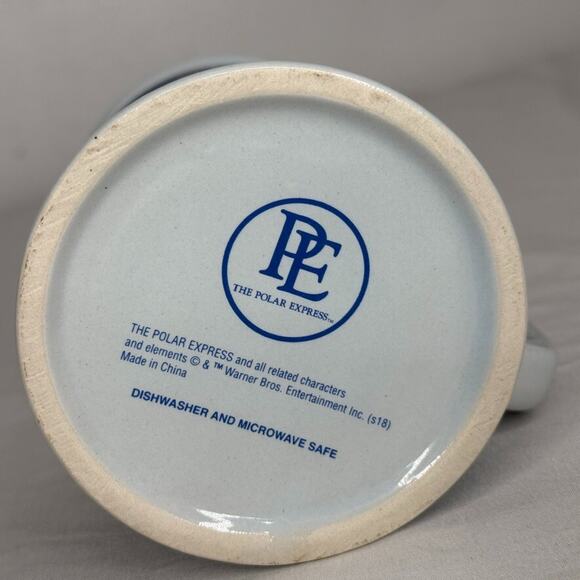 PE
THE POLAR EXPRESS™
THE POLAR EXPRESS and all related characters
and elements © & ™ Warner Bros. Entertainment Inc. (s18)
Made in China
DISHWASHER AND MICROWAVE SAFE